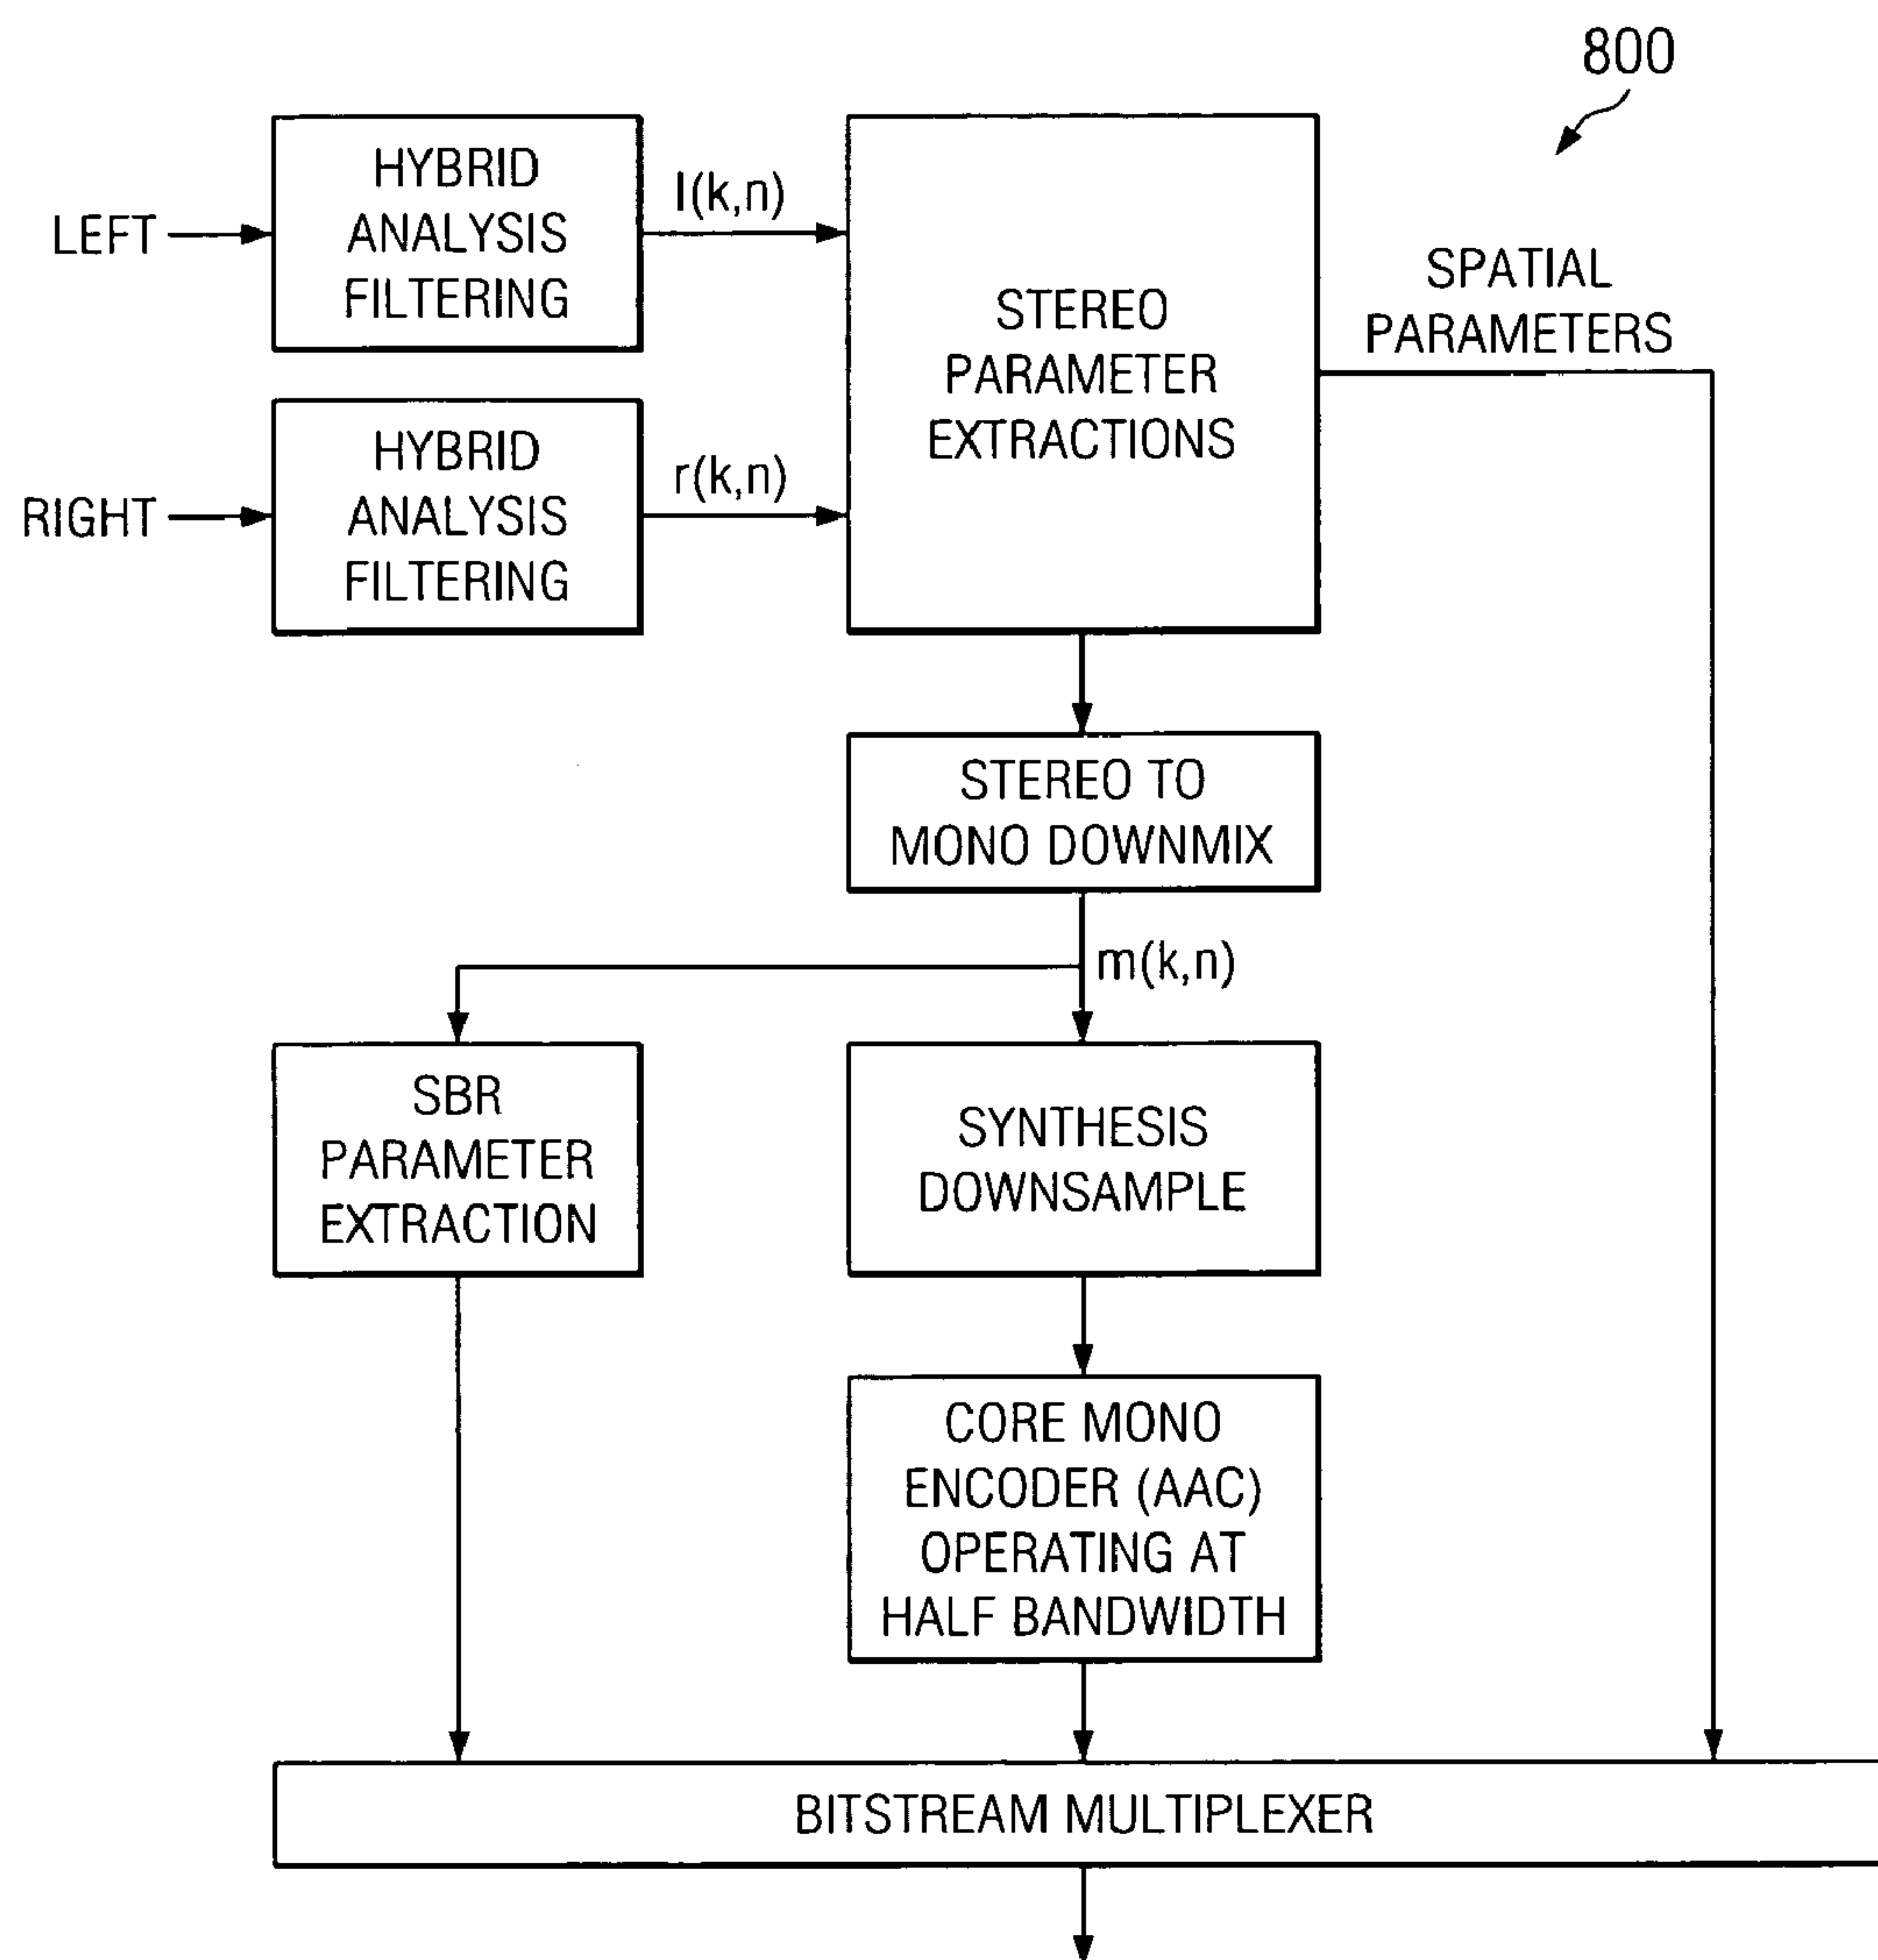 800
HYBRID
ANALYSIS
FILTERING
LEFT
l(k,n)
STEREO
PARAMETER
EXTRACTIONS
SPATIAL
PARAMETERS
HYBRID
ANALYSIS
FILTERING
RIGHT
r(k,n)
STEREO TO
MONO DOWNMIX
m(k,n)
SBR
PARAMETER
EXTRACTION
SYNTHESIS
DOWNSAMPLE
CORE MONO
ENCODER (AAC)
OPERATING AT
HALF BANDWIDTH
BITSTREAM MULTIPLEXER